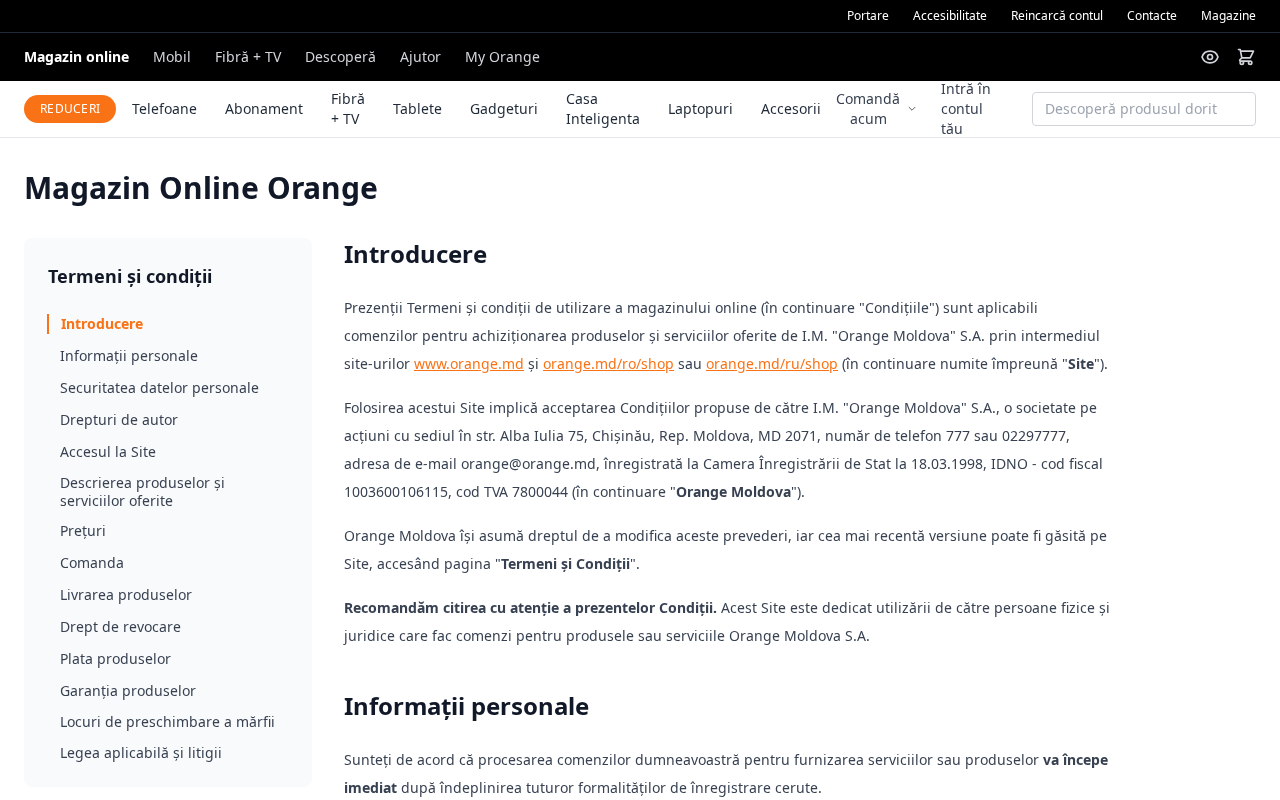 Portare Accesibilitate Reincarcă contul Contacte Magazine
Magazin online Mobil Fibră + TV Descoperă Ajutor My Orange
REDUCERI Telefoane Abonament Fibră + TV Tablete Gadgeturi Casa Inteligenta Laptopuri Accesorii Comandă acum Intră în contul tău Descoperă produsul dorit
Magazin Online Orange
Termeni și condiții
Introducere
Informații personale
Securitatea datelor personale
Drepturi de autor
Accesul la Site
Descrierea produselor și
serviciilor oferite
Prețuri
Comanda
Livrarea produselor
Drept de revocare
Plata produselor
Garanția produselor
Locuri de preschimbare a mărfii
Legea aplicabilă și litigii
Introducere
Prezenții Termeni și condiții de utilizare a magazinului online (în continuare "Condițiile") sunt aplicabili
comenzilor pentru achiziționarea produselor și serviciilor oferite de I.M. "Orange Moldova" S.A. prin intermediul
site-urilor www.orange.md și orange.md/ro/shop sau orange.md/ru/shop (în continuare numite împreună "Site").
Folosirea acestui Site implică acceptarea Condițiilor propuse de către I.M. "Orange Moldova" S.A., o societate pe
acțiuni cu sediul în str. Alba Iulia 75, Chișinău, Rep. Moldova, MD 2071, număr de telefon 777 sau 02297777,
adresa de e-mail orange@orange.md, înregistrată la Camera Înregistrării de Stat la 18.03.1998, IDNO - cod fiscal
1003600106115, cod TVA 7800044 (în continuare "Orange Moldova").
Orange Moldova își asumă dreptul de a modifica aceste prevederi, iar cea mai recentă versiune poate fi găsită pe
Site, accesând pagina "Termeni și Condiții".
Recomandăm citirea cu atenție a prezentelor Condiții. Acest Site este dedicat utilizării de către persoane fizice și
juridice care fac comenzi pentru produsele sau serviciile Orange Moldova S.A.
Informații personale
Sunteți de acord că procesarea comenzilor dumneavoastră pentru furnizarea serviciilor sau produselor va începe
imediat după îndeplinirea tuturor formalităților de înregistrare cerute.